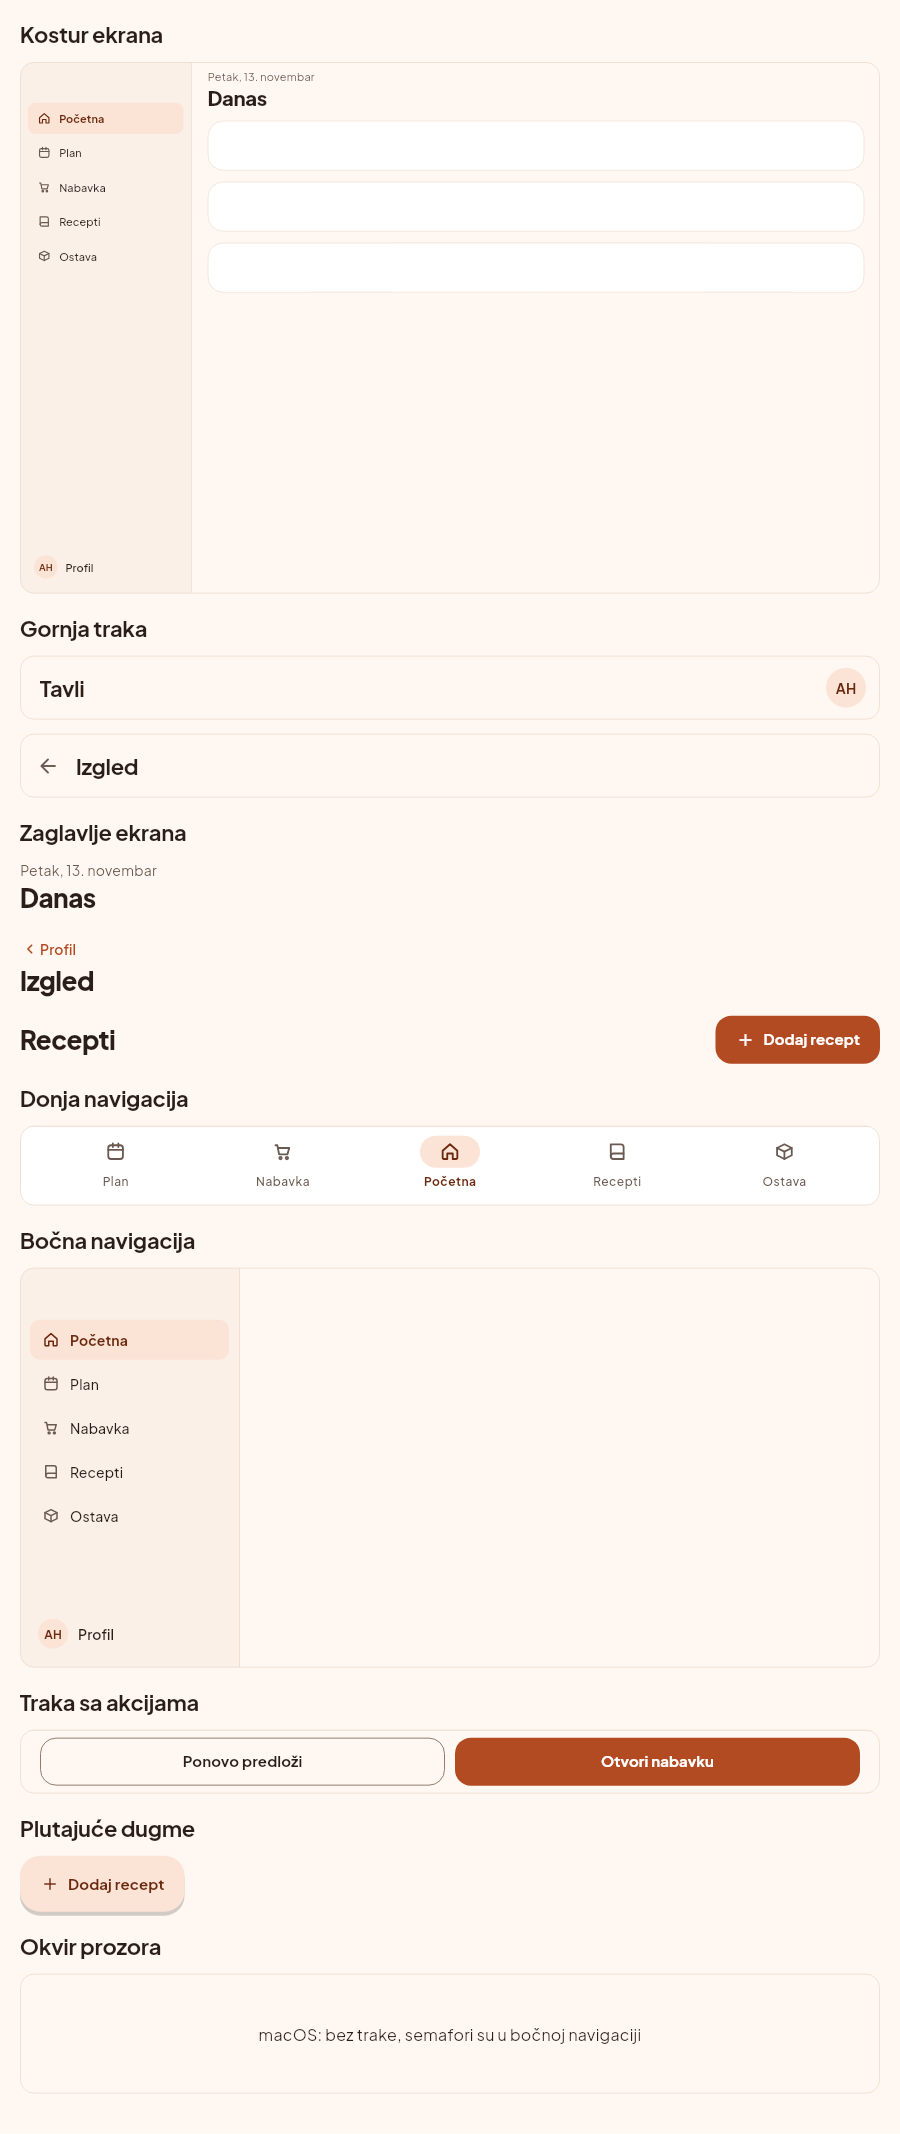 Kostur ekrana
Petak, 13. novembar
Danas
Početna
Plan
Nabavka
Recepti
Ostava
AH Profil
Gornja traka
Tavli
AH
Izgled
Zaglavlje ekrana
Petak, 13. novembar
Danas
Profil
Izgled
Recepti
Dodaj recept
Donja navigacija
Plan
Nabavka
Početna
Recepti
Ostava
Bočna navigacija
Početna
Plan
Nabavka
Recepti
Ostava
AH Profil
Traka sa akcijama
Ponovo predloži
Otvori nabavku
Plutajuće dugme
Dodaj recept
Okvir prozora
macOS: bez trake, semafori su u bočnoj navigaciji